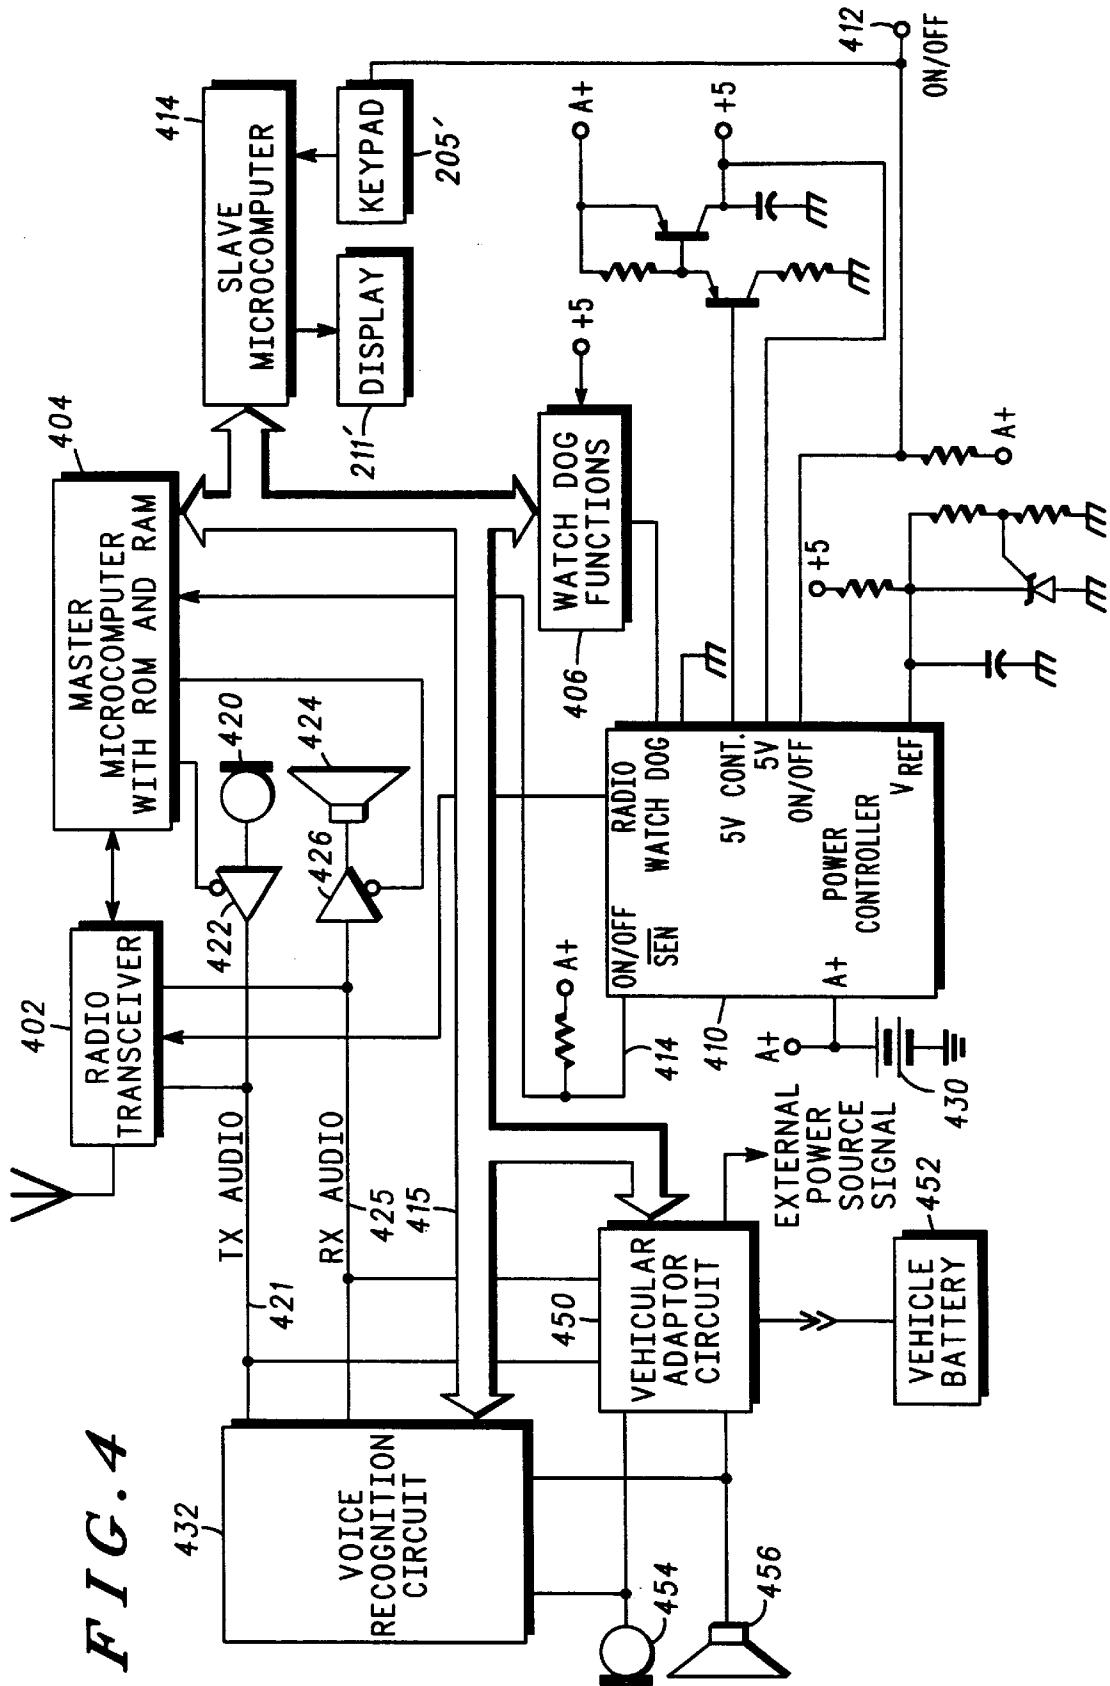 FIG.4
402
RADIO
TRANSCEIVER
404
MASTER
MICROCOMPUTER
WITH ROM AND RAM
414
SLAVE
MICROCOMPUTER
DISPLAY
211′
KEYPAD
205′
TX AUDIO
421
422
420
RX AUDIO
425
426
424
415
432
VOICE
RECOGNITION
CIRCUIT
450
VEHICULAR
ADAPTOR
CIRCUIT
EXTERNAL
POWER
SOURCE
SIGNAL
452
VEHICLE
BATTERY
454
456
A+
414
410
A+
430
ON/OFF
SEN
RADIO
WATCH DOG
5V CONT.
5V
ON/OFF
POWER
CONTROLLER
A+
VREF
406
WATCH DOG
FUNCTIONS
+5
A+
+5
+5
A+
412
ON/OFF